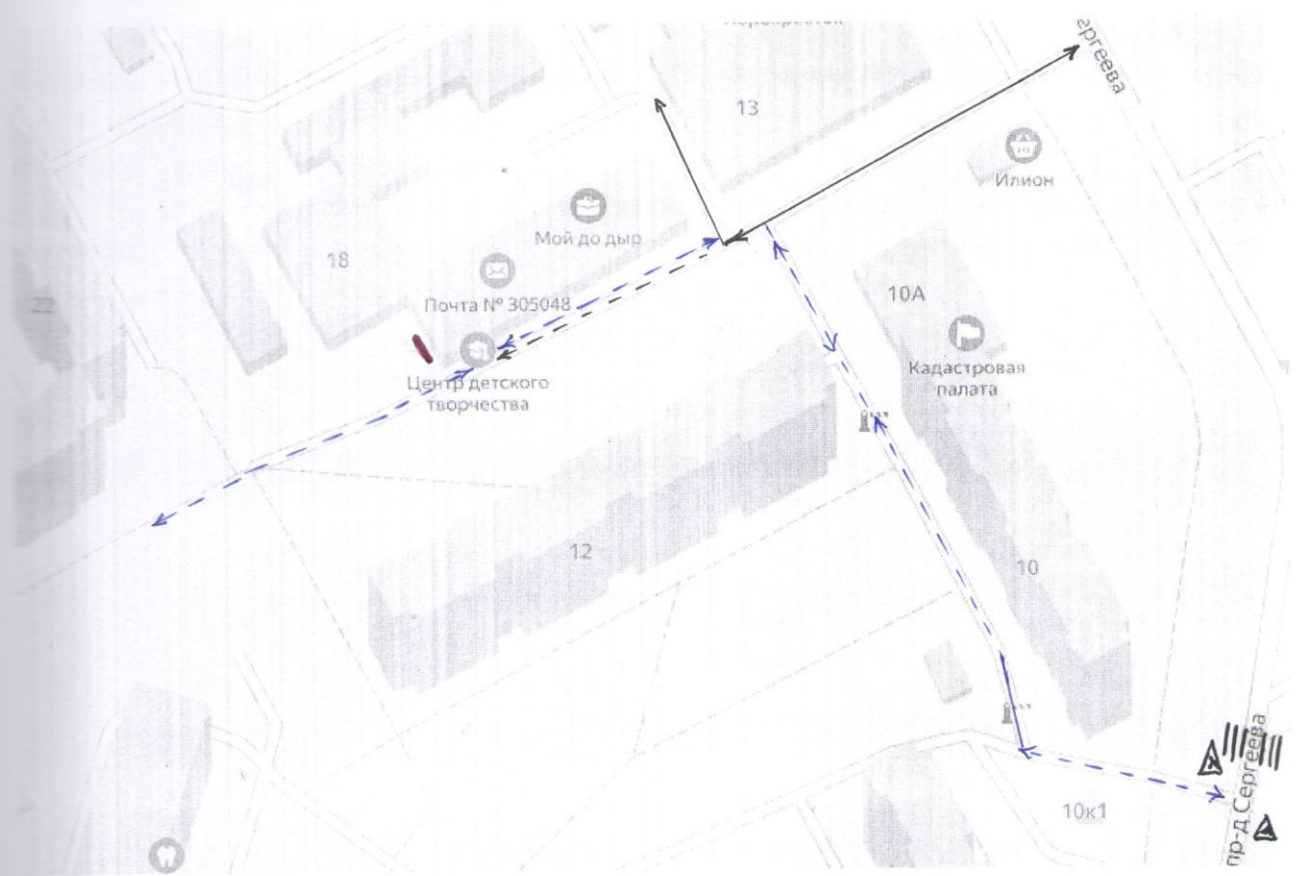 ергеева
13
Илион
Мой до дыр
18
10А
22
Почта № 305048
Кадастровая
палата
Центр детского
творчества
12
10
10к1
пр-д Сергеева